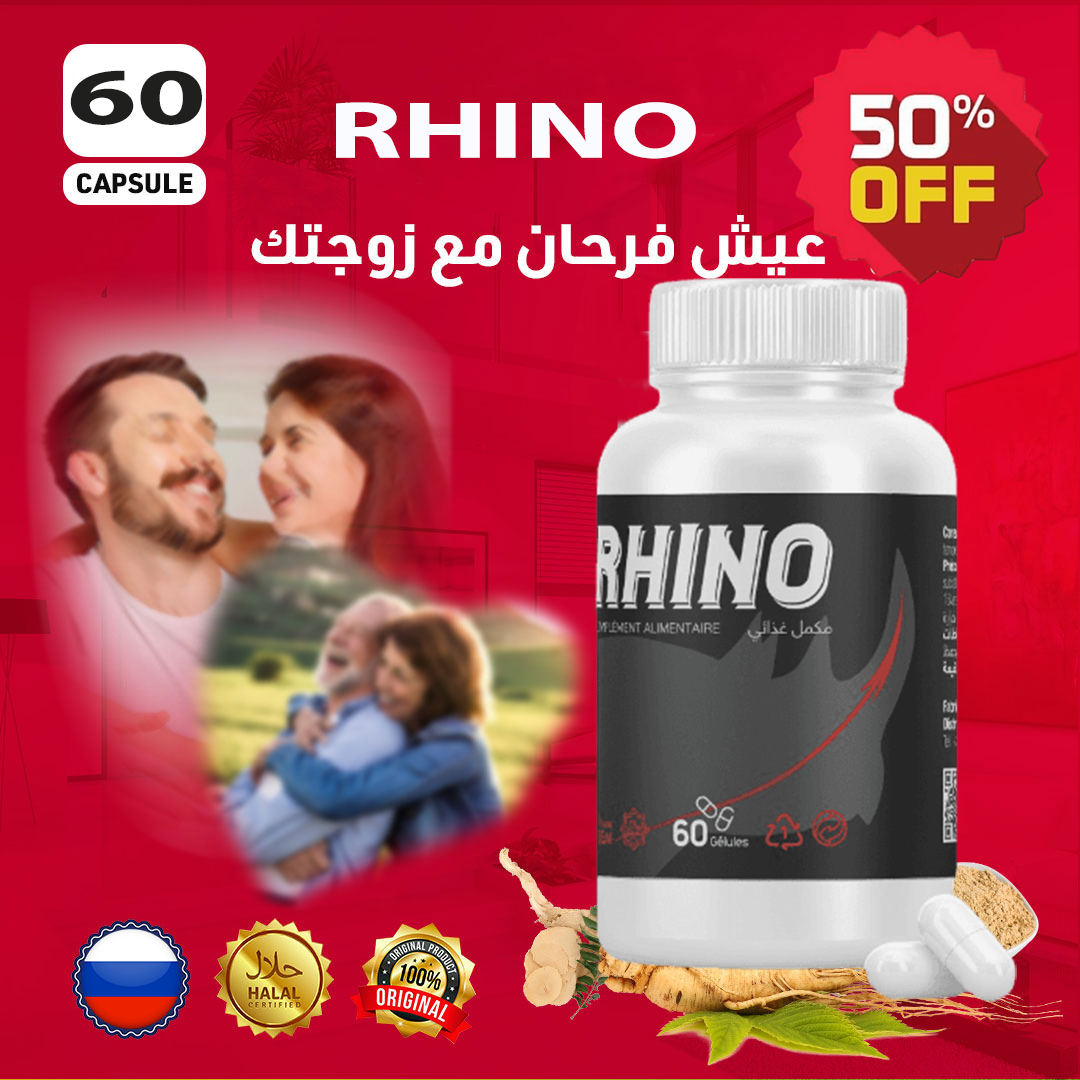 60
CAPSULE
RHINO
50%
OFF
عيش فرحان مع زوجتك
RHINO
ALIMENTAIRE
مكمل غذائي
60 Gélules
1
حلال
HALAL
CERTIFIED
ORIGINAL PRODUCT
100%
ORIGINAL